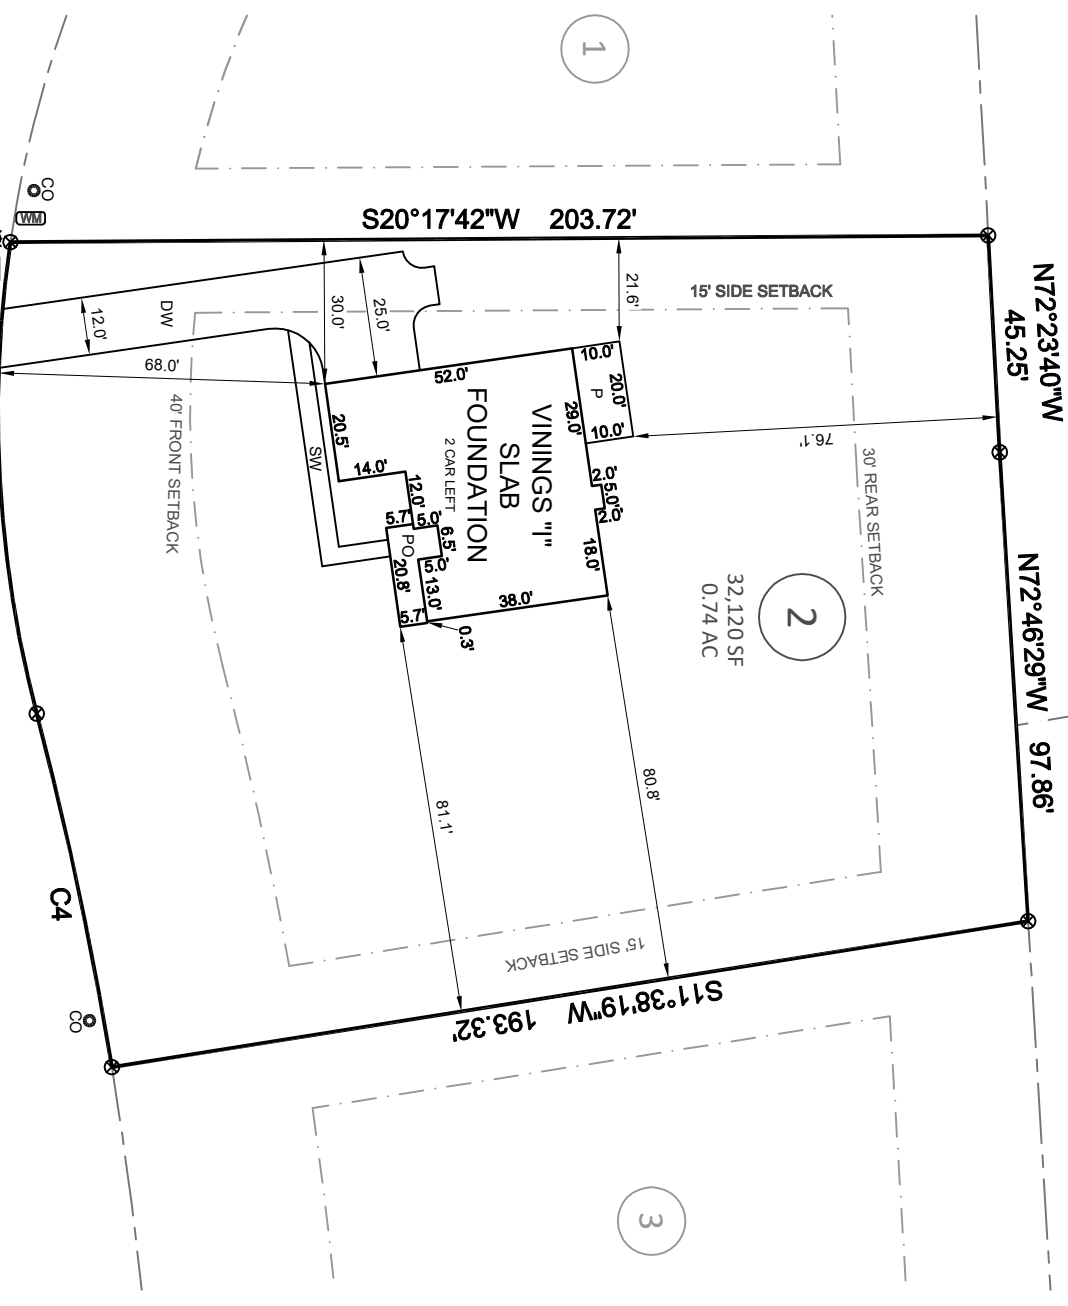 1
CO
WM
S20°17'42"W 203.72'
N72°23'40"W
45.25'
15' SIDE SETBACK
21.6'
30.0'
25.0'
DW
12.0'
68.0'
10.0'
20.0'
P
10.0'
52.0'
29.0'
VININGS "I"
SLAB
FOUNDATION
2 CAR LEFT
20.5'
14.0'
12.0'
SW
5.7'
5.0'
6.5'
PO
5.0'
20.8'
13.0'
5.7'
0.3'
2.0'
5.0'
2.0'
18.0'
38.0'
76.1'
30' REAR SETBACK
40' FRONT SETBACK
N72°46'29"W 97.86'
2
32,120 SF
0.74 AC
80.8'
81.1'
15' SIDE SETBACK
S11°38'19"W 193.32'
C4
CO
3